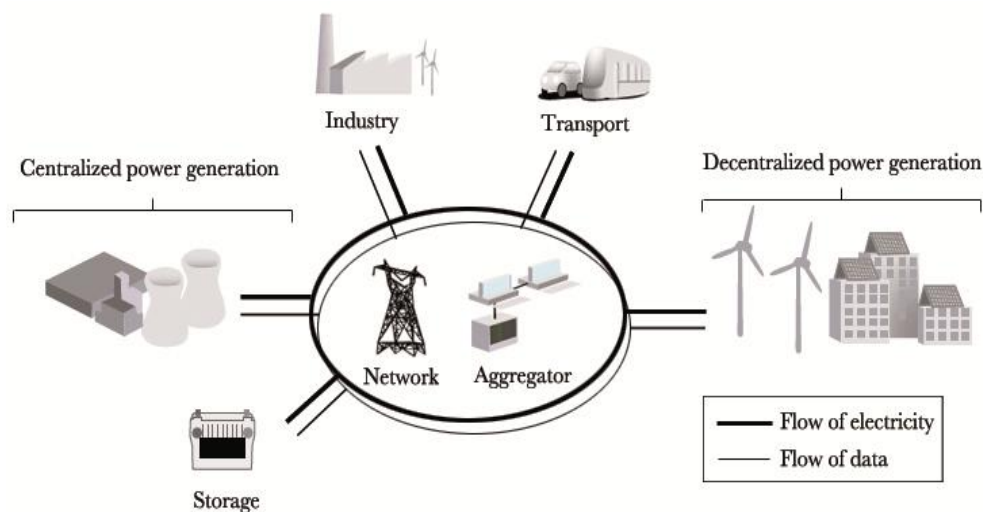 Industry
Transport
Centralized power generation
Decentralized power generation
Network
Aggregator
Storage
Flow of electricity
Flow of data